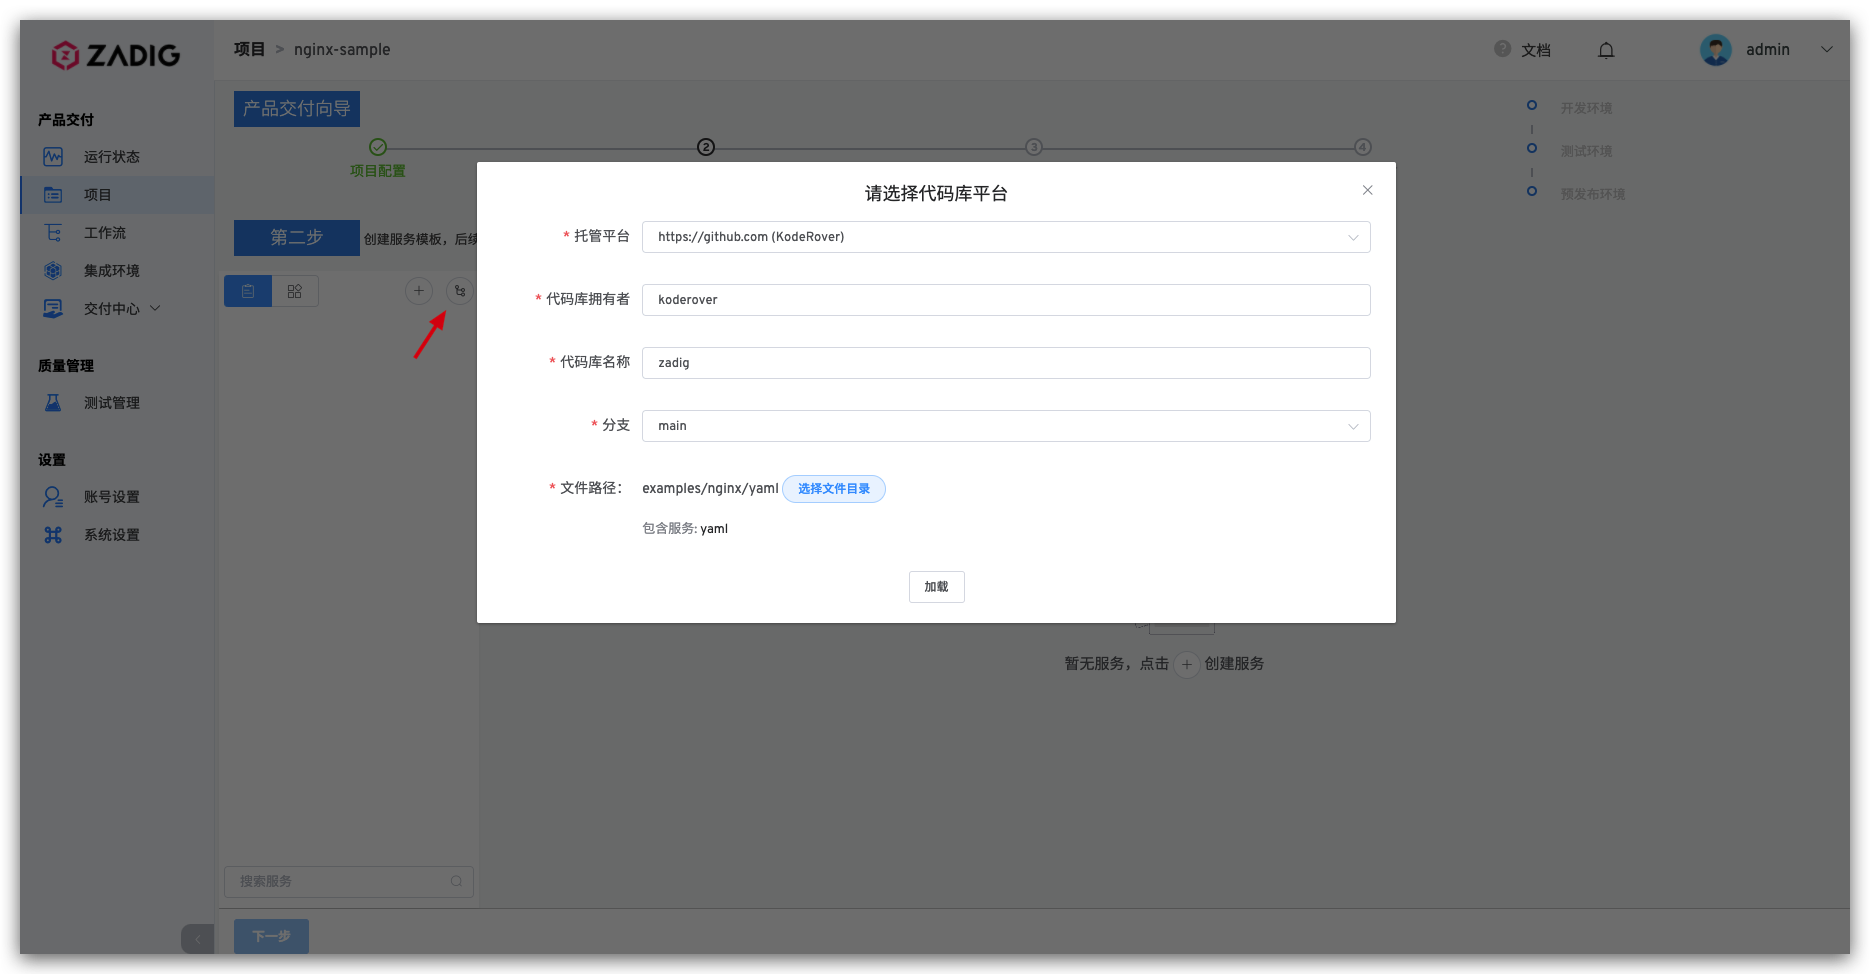 ZADIG
项目 > nginx-sample
? 文档
admin
产品交付
运行状态
项目
工作流
集成环境
交付中心
质量管理
测试管理
设置
账号设置
系统设置
产品交付向导
2
3
4
项目配置
开发环境
测试环境
预发布环境
第二步 创建服务模板，后续
请选择代码库平台
* 托管平台 https://github.com (KodeRover)
* 代码库拥有者 koderover
* 代码库名称 zadig
* 分支 main
* 文件路径： examples/nginx/yaml 选择文件目录
包含服务: yaml
加载
暂无服务，点击 + 创建服务
搜索服务
下一步